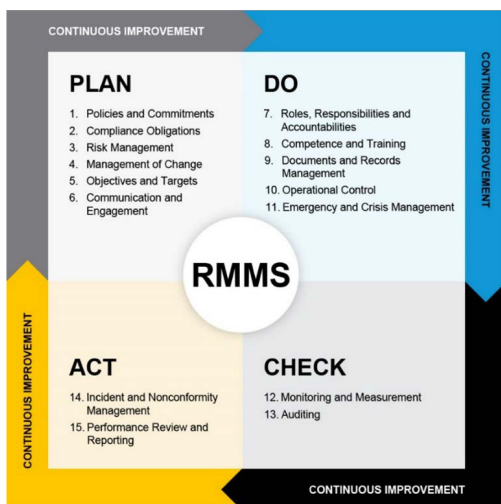 CONTINUOUS IMPROVEMENT
CONTINUOUS IMPROVEMENT
PLAN
1. Policies and Commitments
2. Compliance Obligations
3. Risk Management
4. Management of Change
5. Objectives and Targets
6. Communication and
Engagement
DO
7. Roles, Responsibilities and
Accountabilities
8. Competence and Training
9. Documents and Records
Management
10. Operational Control
11. Emergency and Crisis Management
RMMS
ACT
14. Incident and Nonconformity
Management
15. Performance Review and
Reporting
CHECK
12. Monitoring and Measurement
13. Auditing
CONTINUOUS IMPROVEMENT
CONTINUOUS IMPROVEMENT